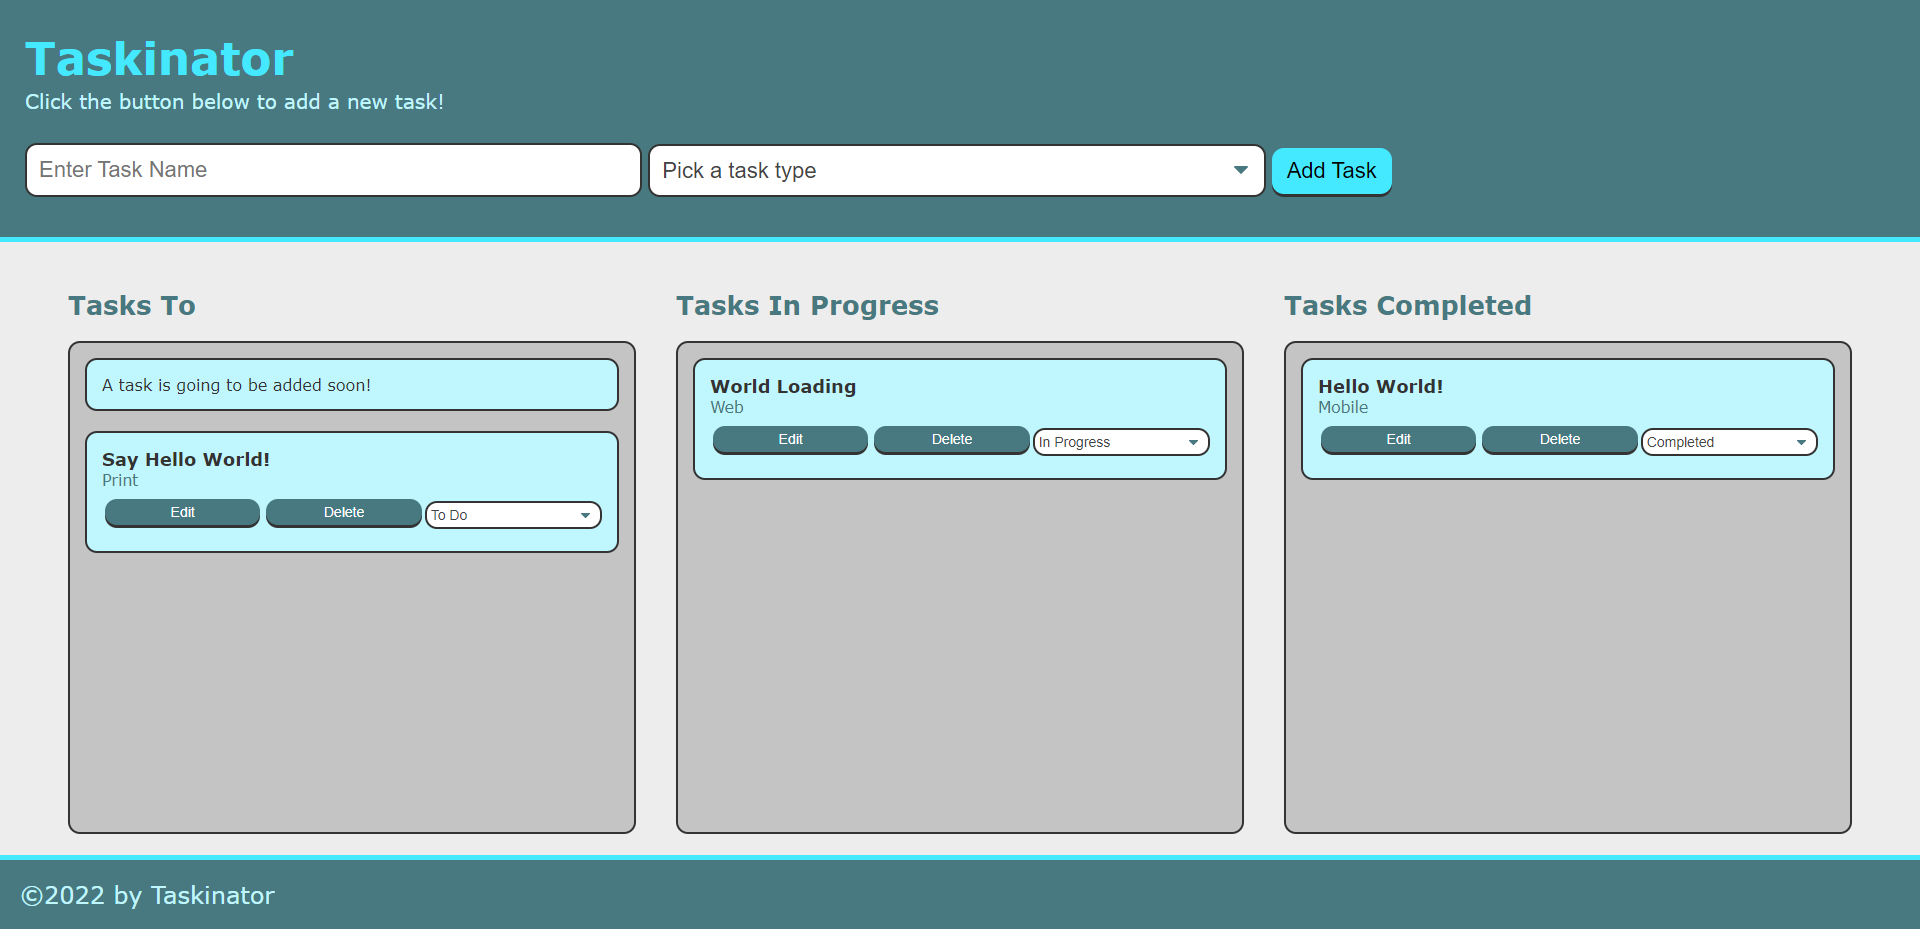 Taskinator
Click the button below to add a new task!
Enter Task Name
Pick a task type
Add Task
Tasks To
A task is going to be added soon!
Say Hello World!
Print
Edit
Delete
To Do
Tasks In Progress
World Loading
Web
Edit
Delete
In Progress
Tasks Completed
Hello World!
Mobile
Edit
Delete
Completed
©2022 by Taskinator